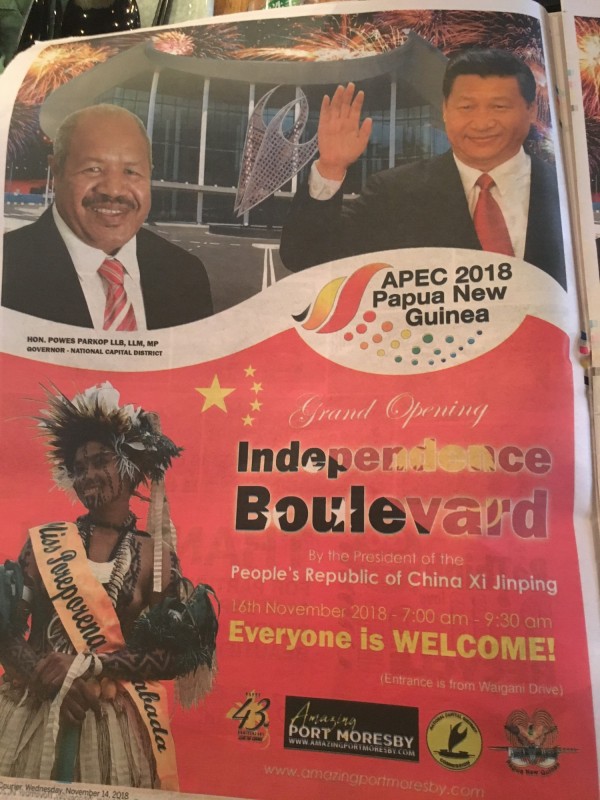 HON. POWES PARKOP LLB, LLM, MP
GOVERNOR - NATIONAL CAPITAL DISTRICT
APEC 2018
Papua New
Guinea
Grand Opening
Independence
Boulevard
By the President of the
People's Republic of China Xi Jinping
16th November 2018 - 7:00 am - 9:30 am
Everyone is WELCOME!
(Entrance is from Waigani Drive)
Miss Poreporena
43
Amazing
PORT MORESBY
WWW.AMAZINGPORTMORESBY.COM
www.amazingportmoresby.com
Courier, Wednesday, November 14, 2018